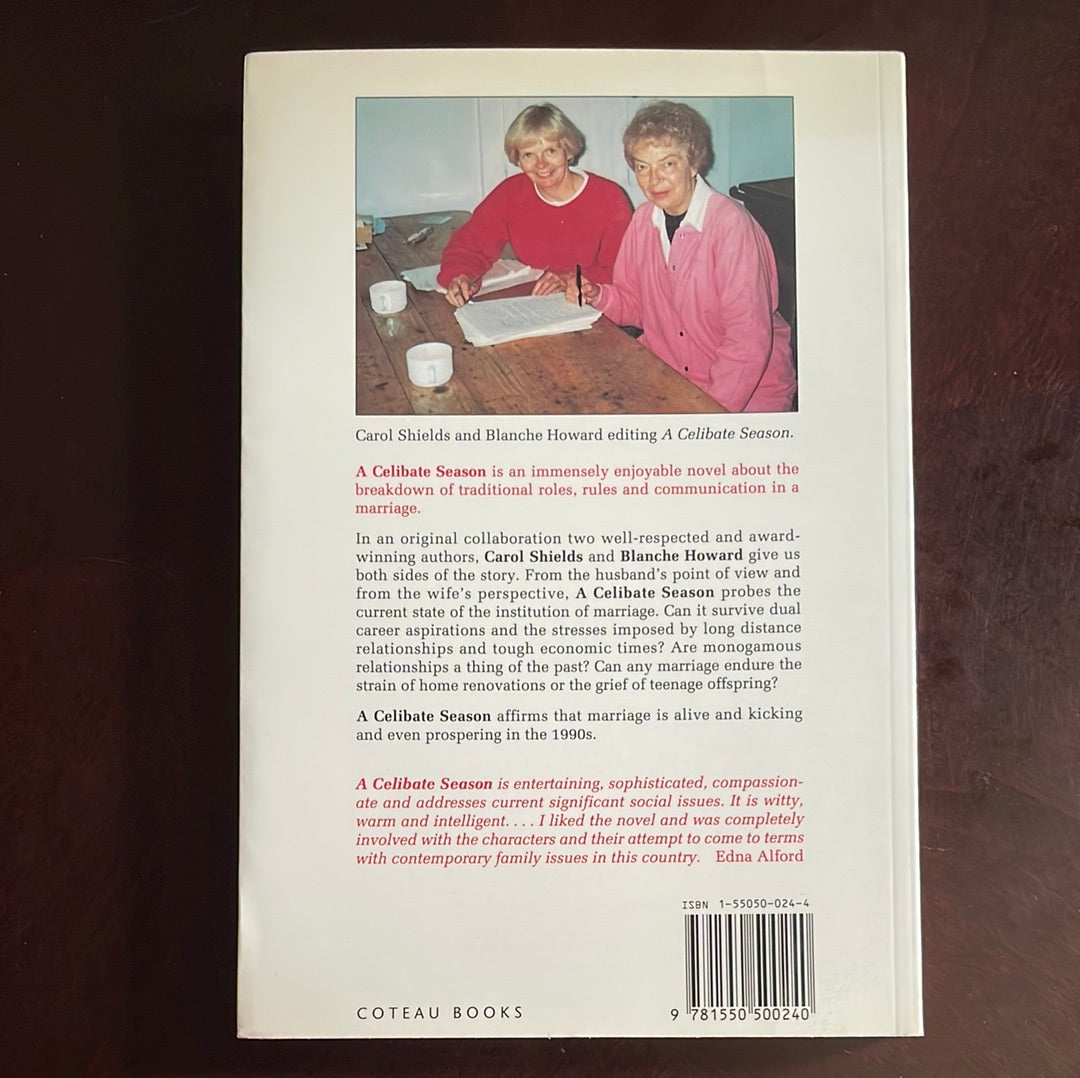 Carol Shields and Blanche Howard editing A Celibate Season.
A Celibate Season is an immensely enjoyable novel about the
breakdown of traditional roles, rules and communication in a
marriage.
In an original collaboration two well-respected and award-
winning authors, Carol Shields and Blanche Howard give us
both sides of the story. From the husband's point of view and
from the wife's perspective, A Celibate Season probes the
current state of the institution of marriage. Can it survive dual
career aspirations and the stresses imposed by long distance
relationships and tough economic times? Are monogamous
relationships a thing of the past? Can any marriage endure the
strain of home renovations or the grief of teenage offspring?
A Celibate Season affirms that marriage is alive and kicking
and even prospering in the 1990s.
A Celibate Season is entertaining, sophisticated, compassion-
ate and addresses current significant social issues. It is witty,
warm and intelligent. . . . I liked the novel and was completely
involved with the characters and their attempt to come to terms
with contemporary family issues in this country. Edna Alford
ISBN 1-55050-024-4
9 781550 500240
COTEAU BOOKS